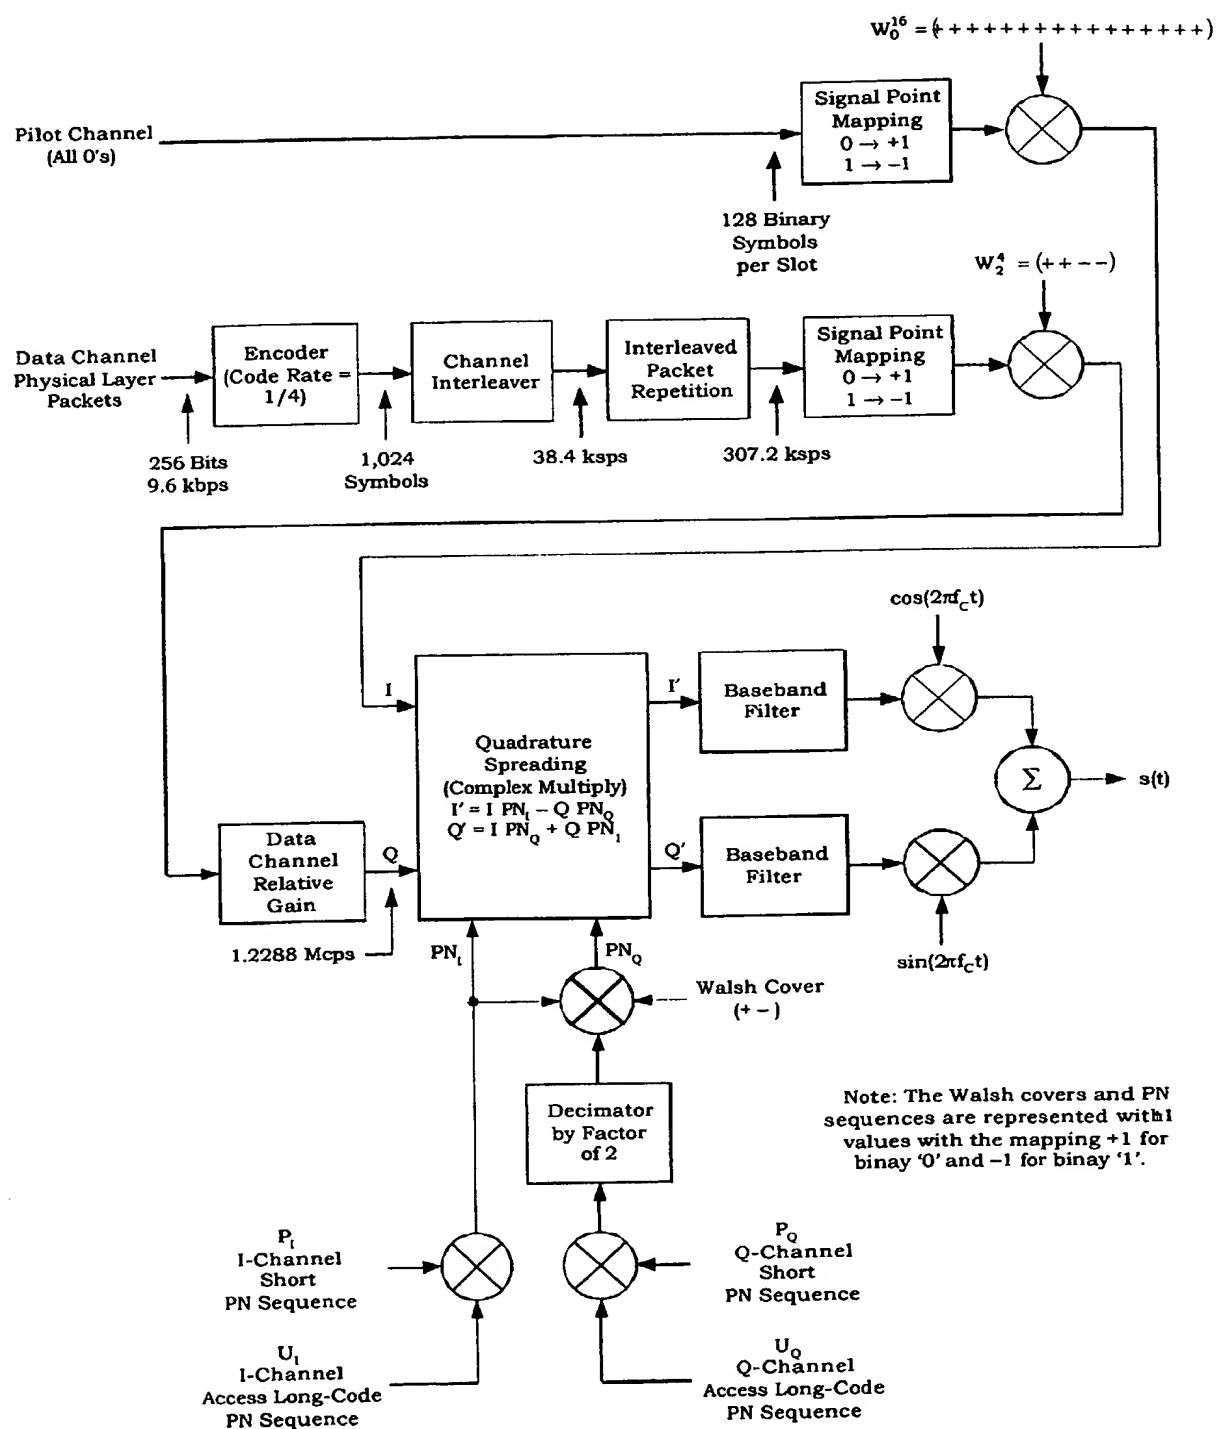 W₀¹⁶ = (+ + + + + + + + + + + + + + + +)
Pilot Channel
(All 0's)
Signal Point
Mapping
0 → +1
1 → −1
128 Binary
Symbols
per Slot
W₂⁴ = (+ + − −)
Data Channel
Physical Layer
Packets
Encoder
(Code Rate =
1/4)
Channel
Interleaver
Interleaved
Packet
Repetition
Signal Point
Mapping
0 → +1
1 → −1
256 Bits
9.6 kbps
1,024
Symbols
38.4 ksps
307.2 ksps
cos(2πf_C t)
I
Quadrature
Spreading
(Complex Multiply)
I′ = I PN_I − Q PN_Q
Q′ = I PN_Q + Q PN_I
I′
Baseband
Filter
Σ
s(t)
Data
Channel
Relative
Gain
Q
Q′
Baseband
Filter
1.2288 Mcps
PN_I
PN_Q
sin(2πf_C t)
Walsh Cover
(+ −)
Decimator
by Factor
of 2
Note: The Walsh covers and PN
sequences are represented with1
values with the mapping +1 for
binay ‘0’ and −1 for binay ‘1’.
P_I
I-Channel
Short
PN Sequence
P_Q
Q-Channel
Short
PN Sequence
U_I
I-Channel
Access Long-Code
PN Sequence
U_Q
Q-Channel
Access Long-Code
PN Sequence